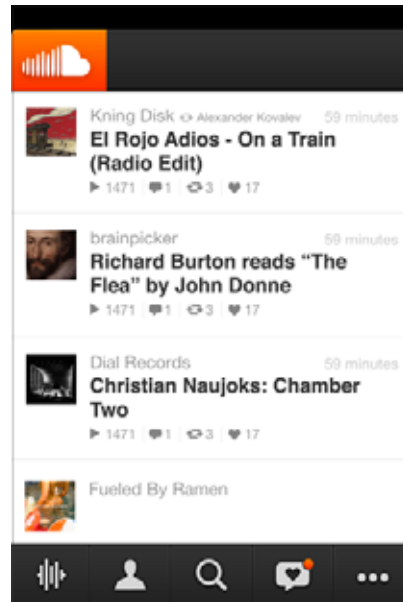 Kning Disk Alexander Kovalev 59 minutes
El Rojo Adios - On a Train
(Radio Edit)
1471 1 3 17
brainpicker 59 minutes
Richard Burton reads “The
Flea” by John Donne
1471 1 3 17
Dial Records 59 minutes
Christian Naujoks: Chamber
Two
1471 1 3 17
Fueled By Ramen